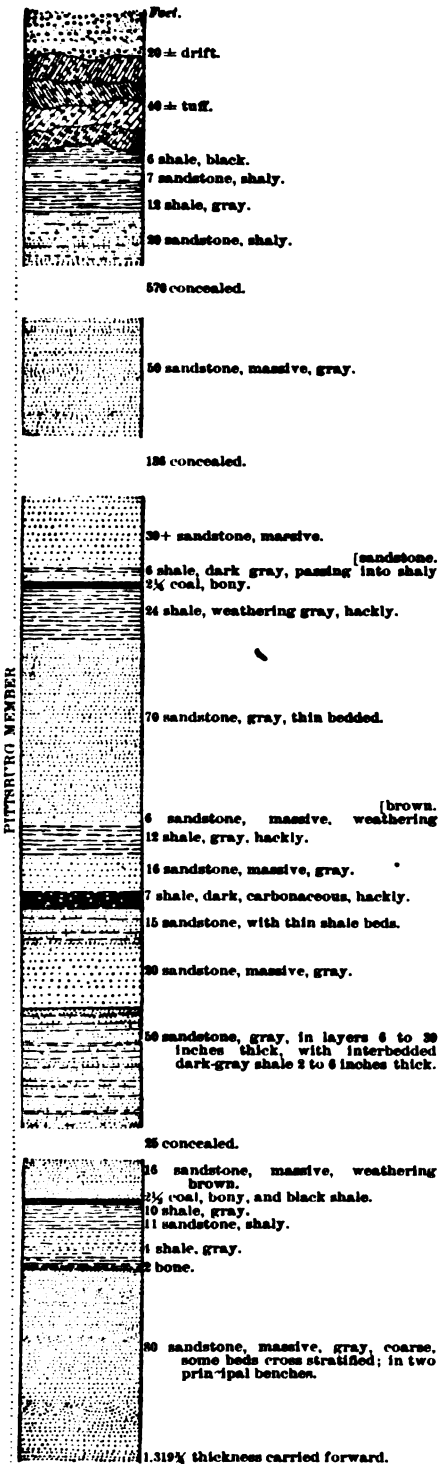 Feet.
20± drift.
40± tuff.
6 shale, black.
7 sandstone, shaly.
12 shale, gray.
20 sandstone, shaly.
570 concealed.
50 sandstone, massive, gray.
186 concealed.
30+ sandstone, massive.
[sandstone.
6 shale, dark gray, passing into shaly
2¼ coal, bony.
24 shale, weathering gray, hackly.
70 sandstone, gray, thin bedded.
[brown.
6 sandstone, massive, weathering
12 shale, gray, hackly.
16 sandstone, massive, gray.
7 shale, dark, carbonaceous, hackly.
15 sandstone, with thin shale beds.
20 sandstone, massive, gray.
50 sandstone, gray, in layers 6 to 30
inches thick, with interbedded
dark-gray shale 2 to 6 inches thick.
25 concealed.
16 sandstone, massive, weathering
brown.
2½ coal, bony, and black shale.
10 shale, gray.
11 sandstone, shaly.
4 shale, gray.
2 bone.
80 sandstone, massive, gray, coarse,
some beds cross stratified; in two
principal benches.
1,319¾ thickness carried forward.
PITTSBURG MEMBER